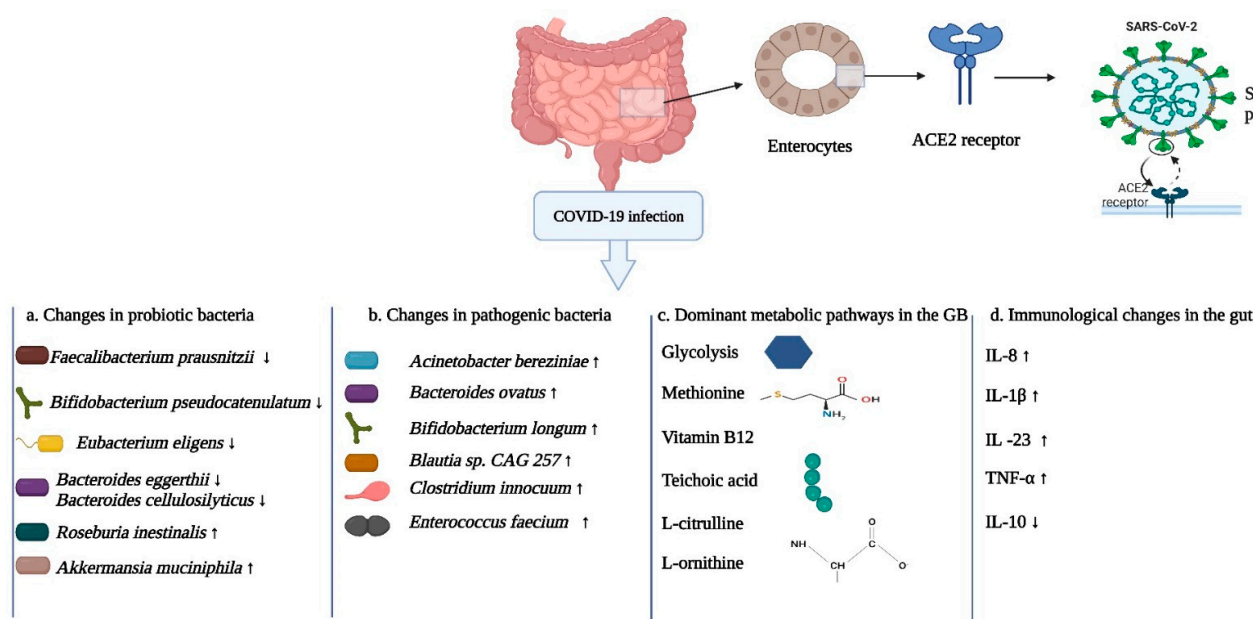 SARS-CoV-2
S
p
Enterocytes
ACE2 receptor
ACE2
receptor
COVID-19 infection
a. Changes in probiotic bacteria
Faecalibacterium prausnitzii ↓
Bifidobacterium pseudocatenulatum ↓
Eubacterium eligens ↓
Bacteroides eggerthii ↓
Bacteroides cellulosilyticus ↓
Roseburia inestinalis ↑
Akkermansia muciniphila ↑
b. Changes in pathogenic bacteria
Acinetobacter bereziniae ↑
Bacteroides ovatus ↑
Bifidobacterium longum ↑
Blautia sp. CAG 257 ↑
Clostridium innocuum ↑
Enterococcus faecium ↑
c. Dominant metabolic pathways in the GB
Glycolysis
Methionine
S
O
OH
NH₂
Vitamin B12
Teichoic acid
L-citrulline
L-ornithine
O
NH
C
CH
O
d. Immunological changes in the gut
IL-8 ↑
IL-1β ↑
IL -23 ↑
TNF-α ↑
IL-10 ↓